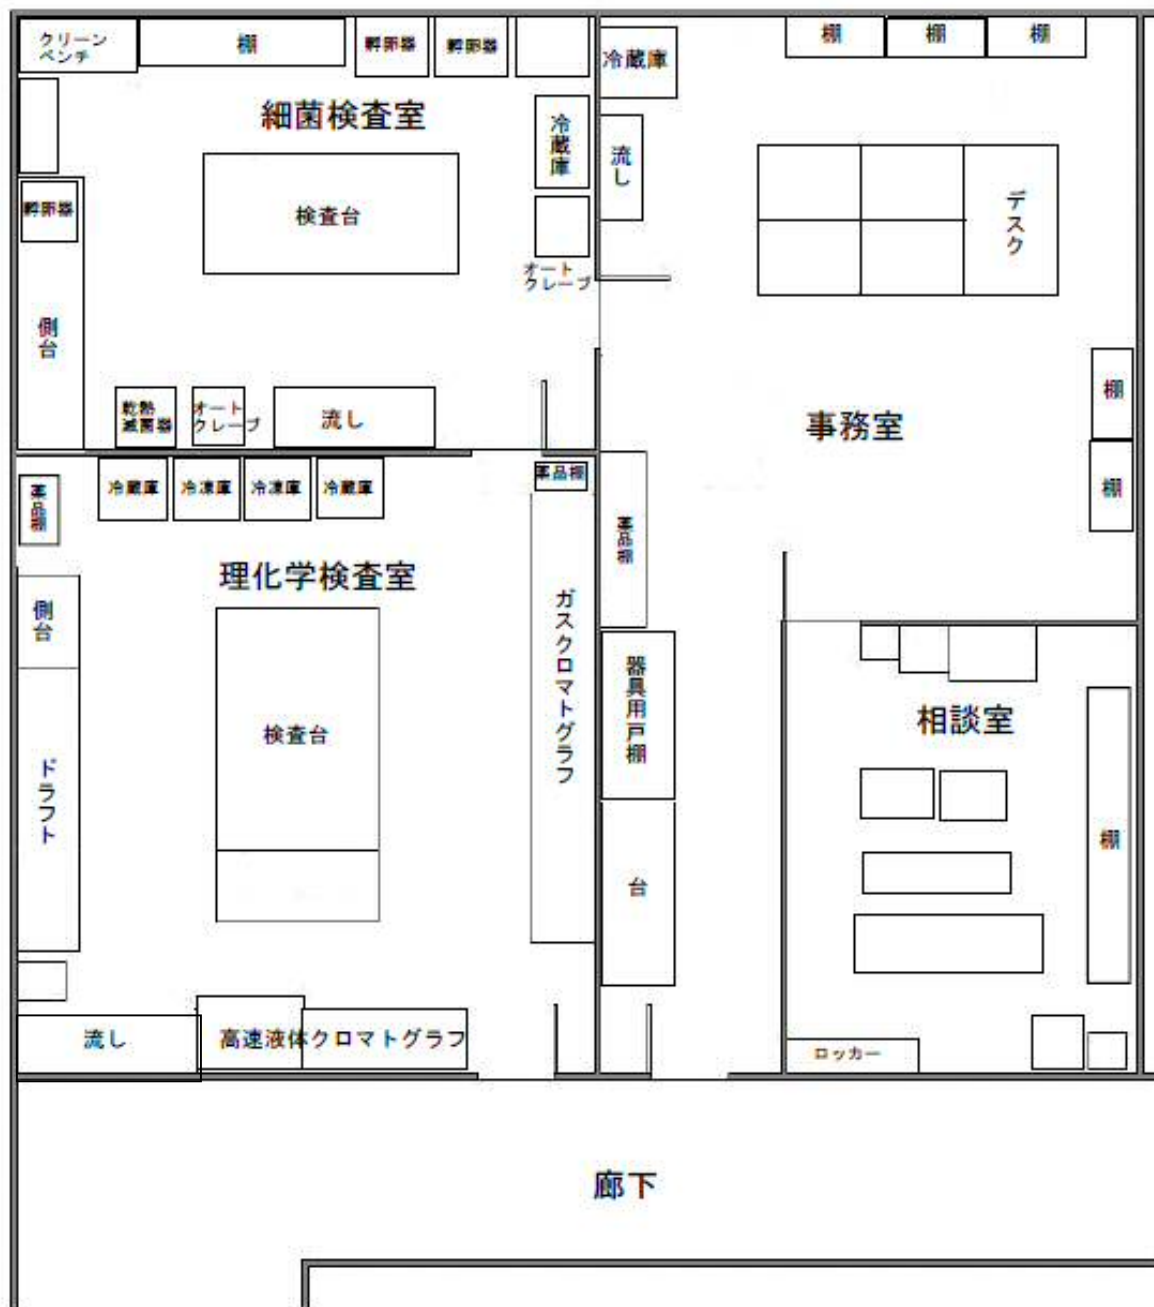 クリーン
ベンチ
棚
孵卵器
孵卵器
冷蔵庫
棚
棚
棚
細菌検査室
冷蔵庫
流し
検査台
孵卵器
デスク
オート
クレーブ
側台
乾熱
滅菌器
オート
クレーブ
流し
事務室
棚
棚
薬品棚
冷蔵庫
冷凍庫
冷凍庫
冷蔵庫
薬品棚
薬品棚
理化学検査室
側台
ガスクロマトグラフ
器具用戸棚
検査台
ドラフト
相談室
棚
台
流し
高速液体クロマトグラフ
ロッカー
廊下